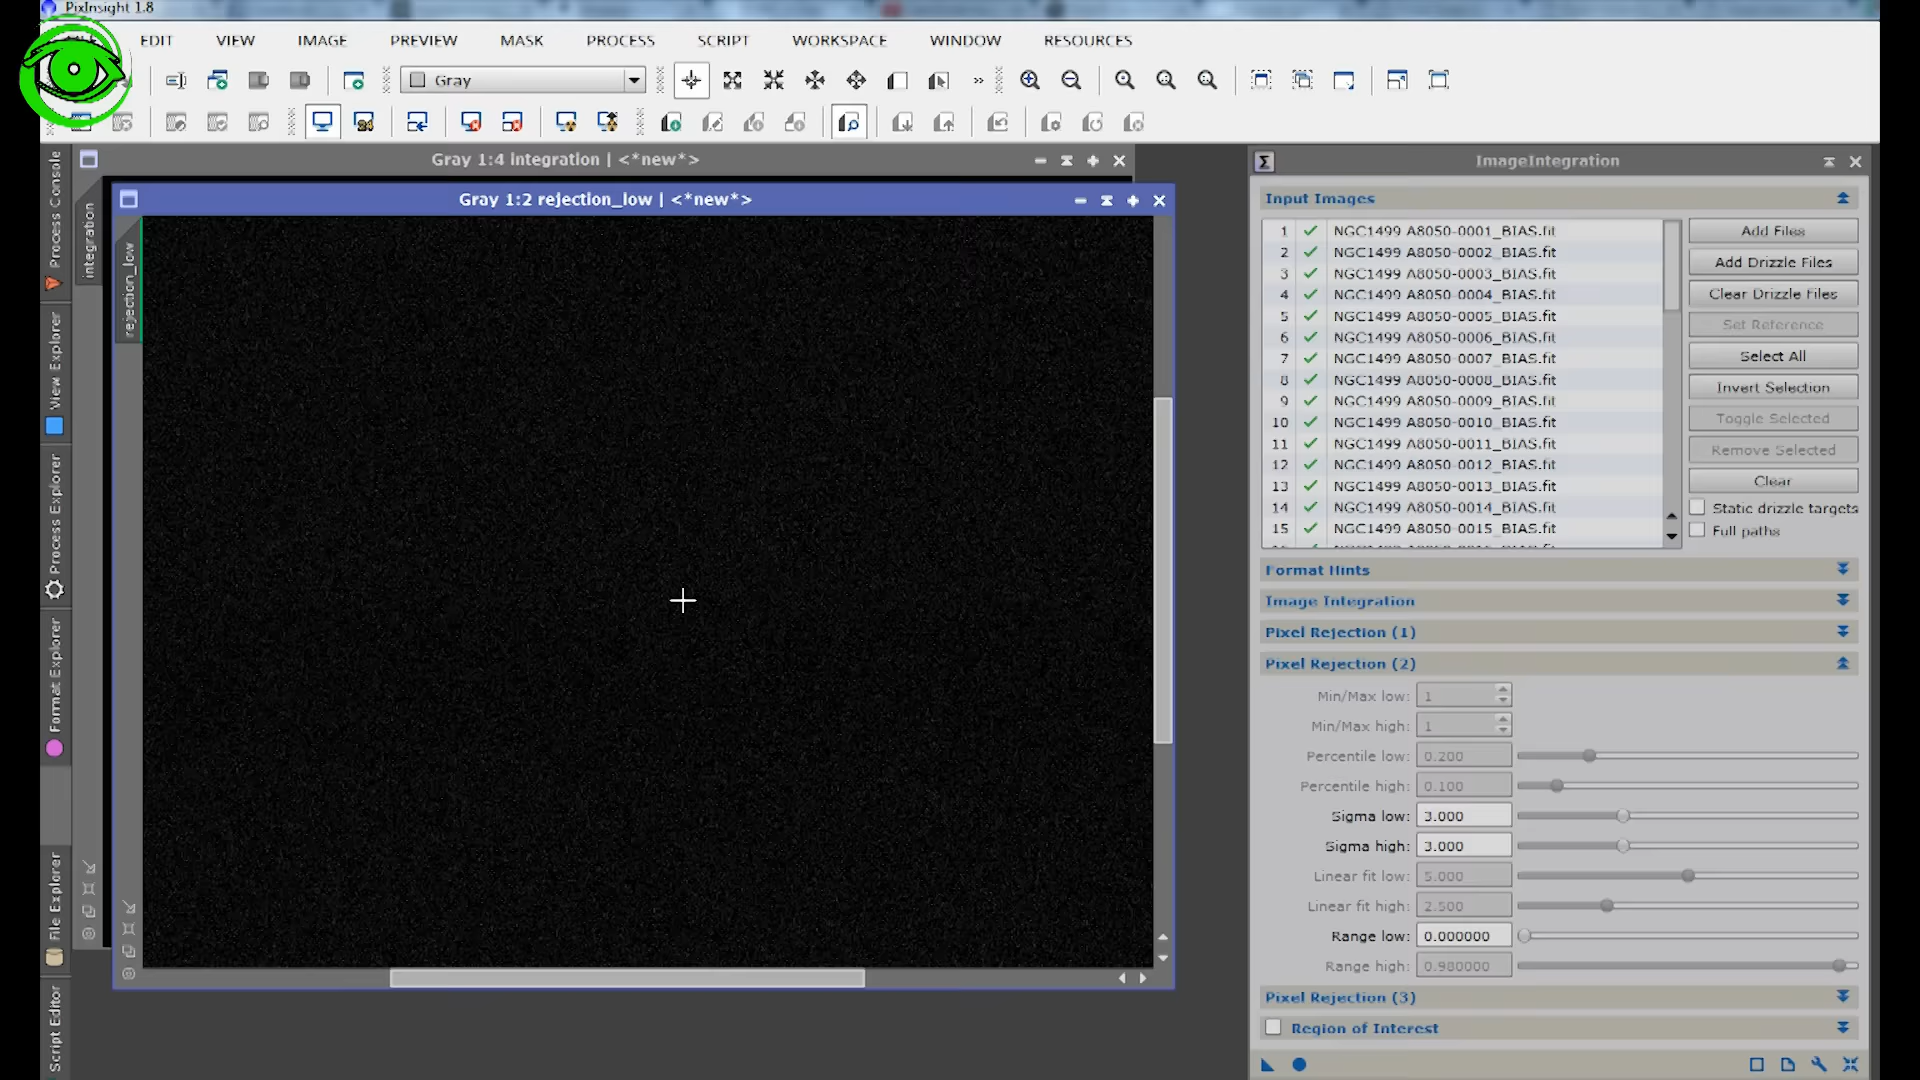 PixInsight 1.8
EDIT
VIEW
IMAGE
PREVIEW
MASK
PROCESS
SCRIPT
WORKSPACE
WINDOW
RESOURCES
Gray
Gray 1:4 integration | <*new*>
Gray 1:2 rejection_low | <*new*>
integration
rejection_low
Process Console
View Explorer
Process Explorer
Format Explorer
File Explorer
Script Editor
ImageIntegration
Input Images
1 NGC1499 A8050-0001_BIAS.fit
2 NGC1499 A8050-0002_BIAS.fit
3 NGC1499 A8050-0003_BIAS.fit
4 NGC1499 A8050-0004_BIAS.fit
5 NGC1499 A8050-0005_BIAS.fit
6 NGC1499 A8050-0006_BIAS.fit
7 NGC1499 A8050-0007_BIAS.fit
8 NGC1499 A8050-0008_BIAS.fit
9 NGC1499 A8050-0009_BIAS.fit
10 NGC1499 A8050-0010_BIAS.fit
11 NGC1499 A8050-0011_BIAS.fit
12 NGC1499 A8050-0012_BIAS.fit
13 NGC1499 A8050-0013_BIAS.fit
14 NGC1499 A8050-0014_BIAS.fit
15 NGC1499 A8050-0015_BIAS.fit
Add Files
Add Drizzle Files
Clear Drizzle Files
Set Reference
Select All
Invert Selection
Toggle Selected
Remove Selected
Clear
Static drizzle targets
Full paths
Format Hints
Image Integration
Pixel Rejection (1)
Pixel Rejection (2)
Min/Max low: 1
Min/Max high: 1
Percentile low: 0.200
Percentile high: 0.100
Sigma low: 3.000
Sigma high: 3.000
Linear fit low: 5.000
Linear fit high: 2.500
Range low: 0.000000
Range high: 0.980000
Pixel Rejection (3)
Region of Interest